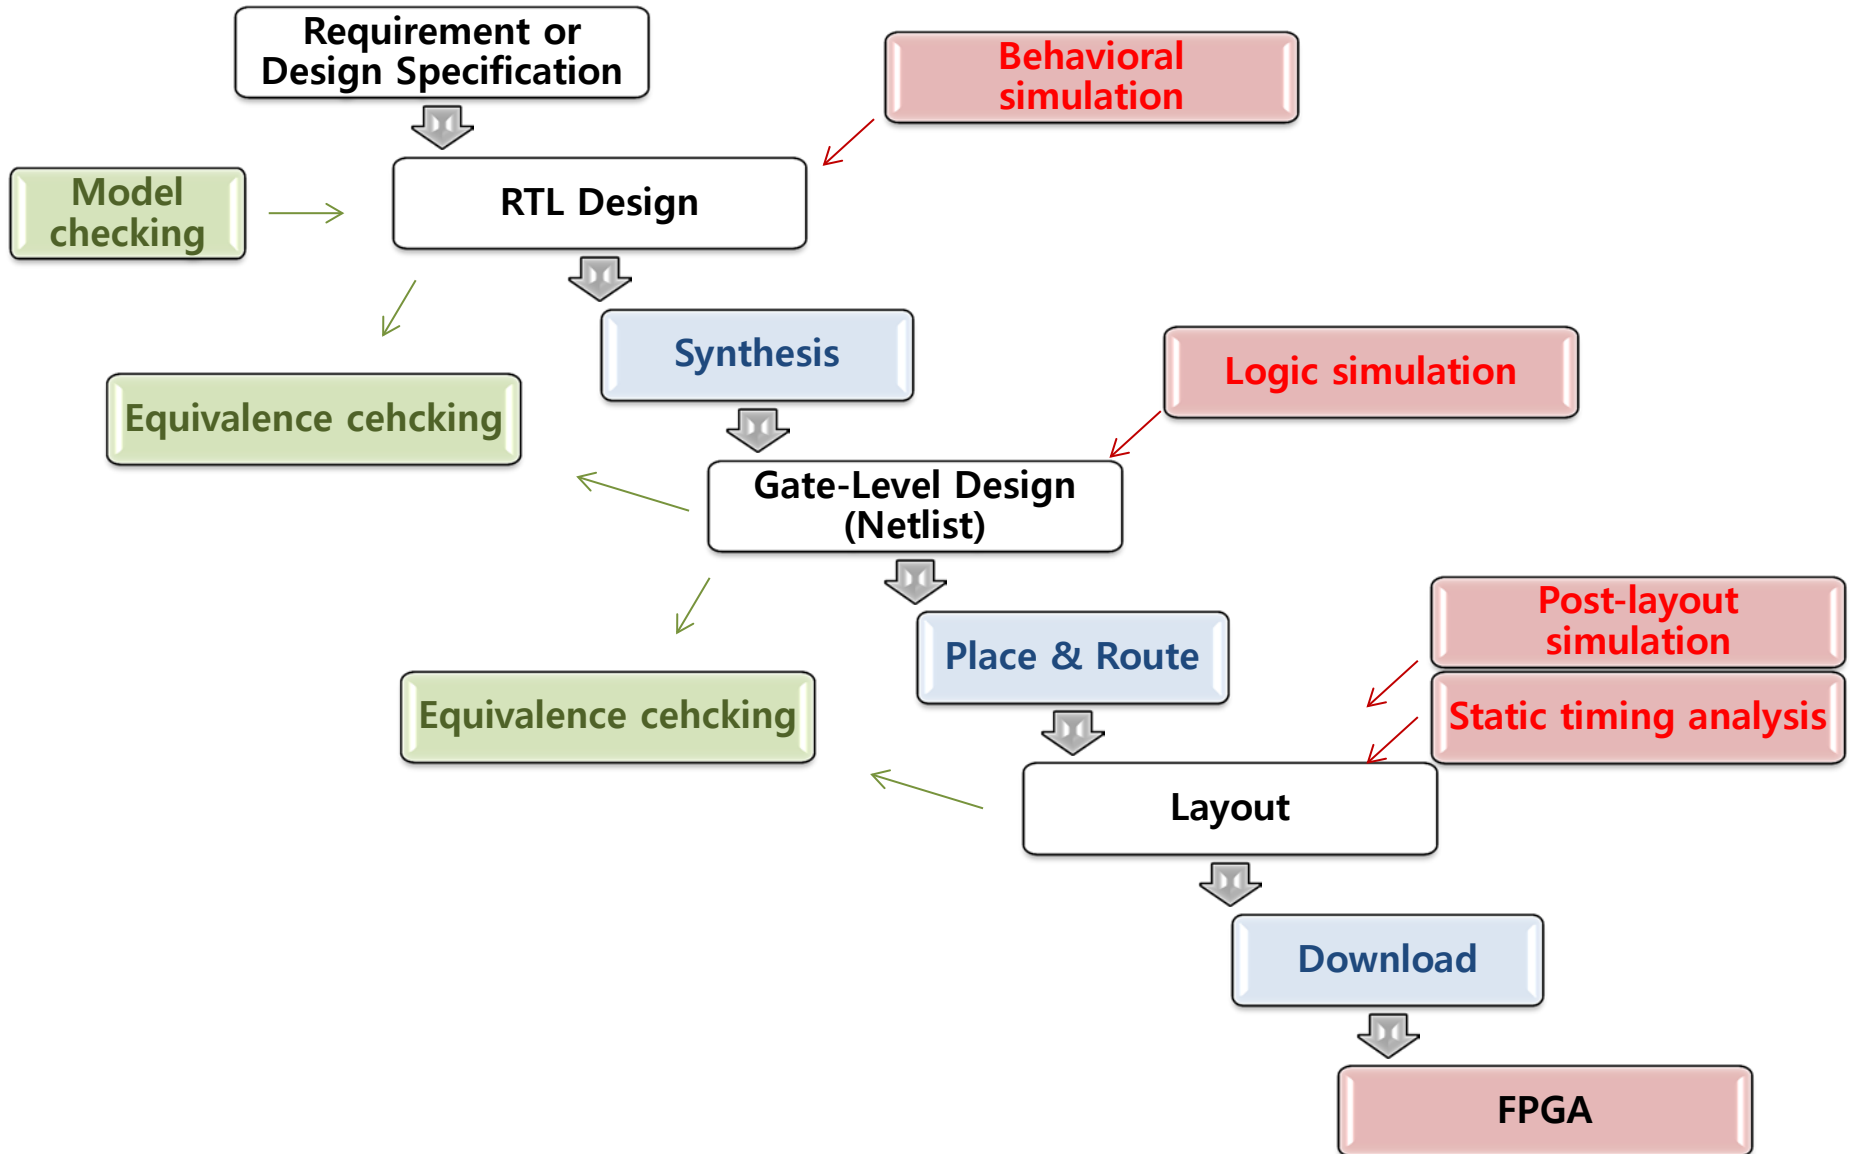 Requirement or
Design Specification
Behavioral
simulation
Model
checking
RTL Design
Synthesis
Logic simulation
Equivalence cehcking
Gate-Level Design
(Netlist)
Post-layout
simulation
Place & Route
Equivalence cehcking
Static timing analysis
Layout
Download
FPGA